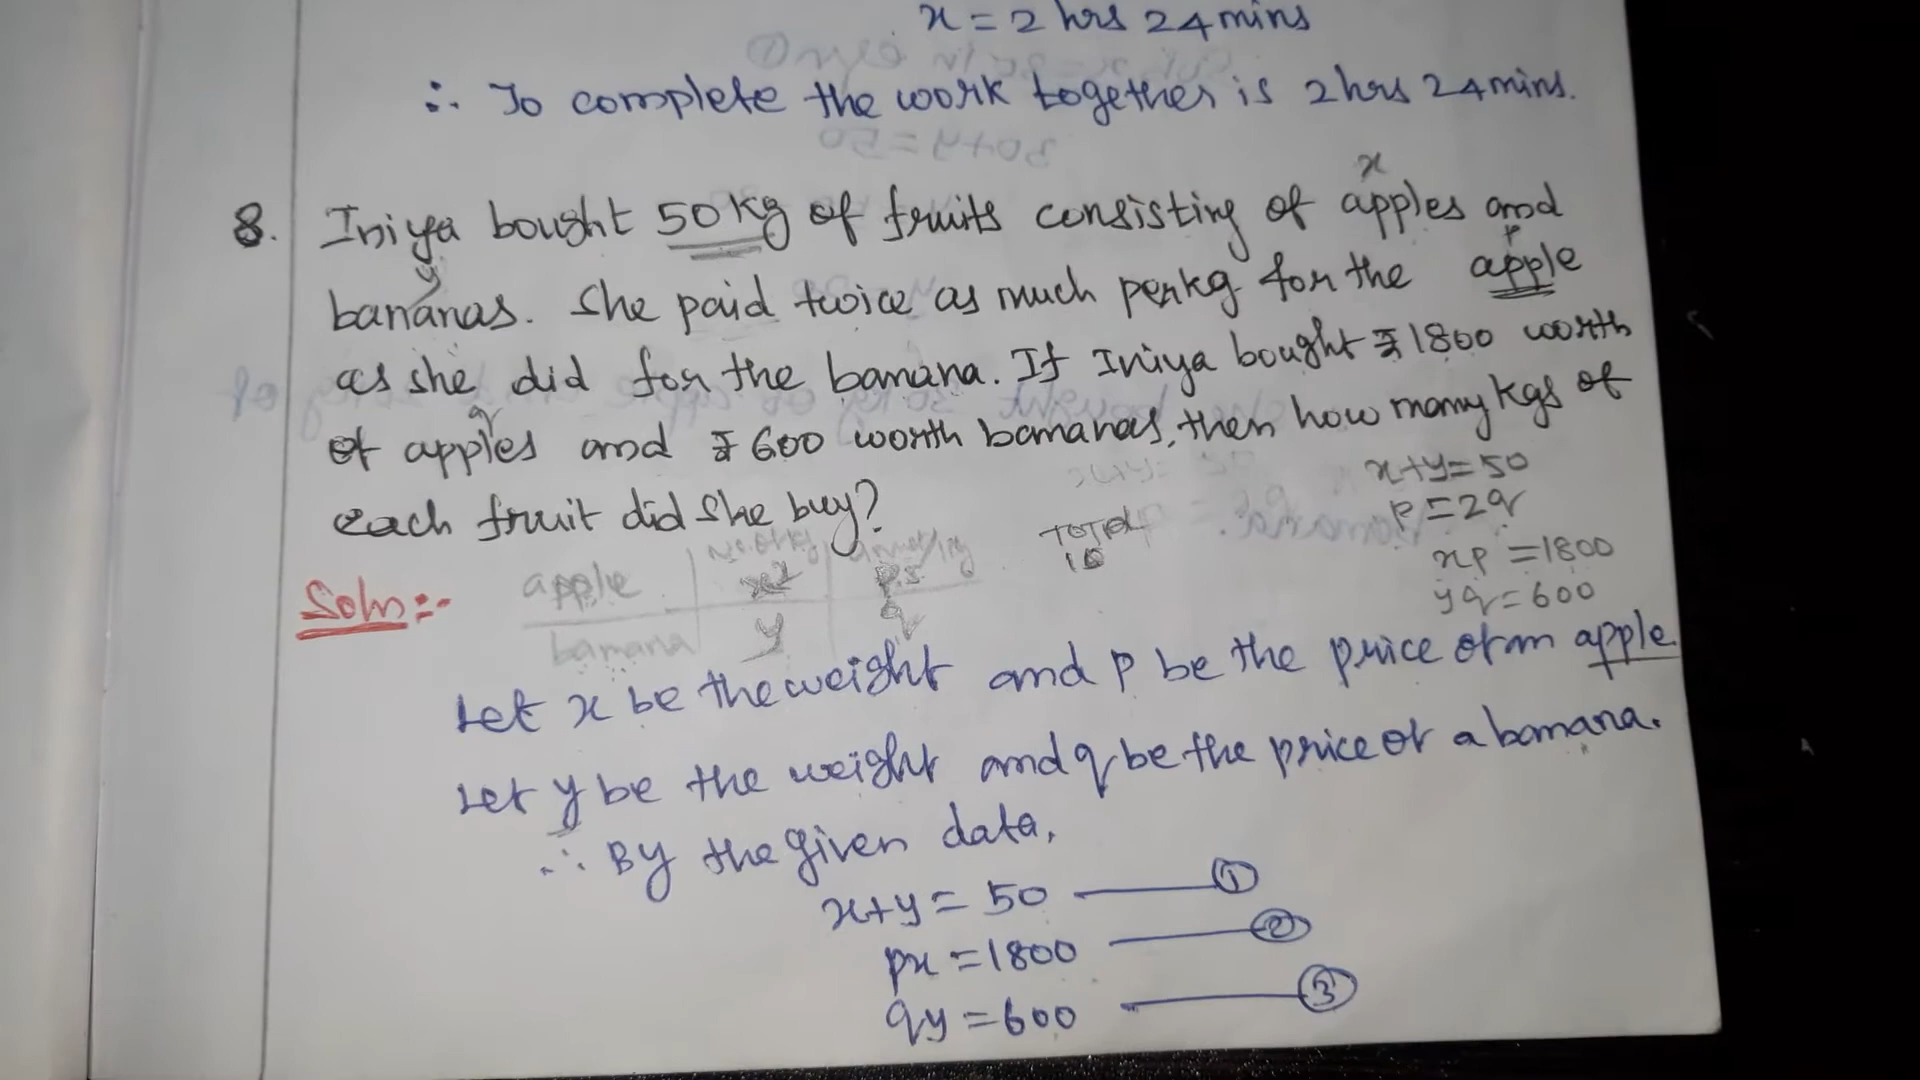 x = 2 hrs 24 mins
∴ To complete the work together is 2 hrs 24 mins.
x
8. Iniya bought 50 kg of fruits consisting of apples and
y
p
bananas. She paid twice as much per kg for the apple
as she did for the banana. If Iniya bought ₹ 1800 worth
q
of apples and ₹ 600 worth bananas, then how many kgs of
each fruit did she buy?
x+y=50
p=2q
xp =1800
yq=600
TOTAL
Soln:-
apple
banana y q
Let x be the weight and p be the price of an apple.
Let y be the weight and q be the price of a banana.
∴ By the given data,
x+y = 50 ①
px =1800 ②
qy =600 ③